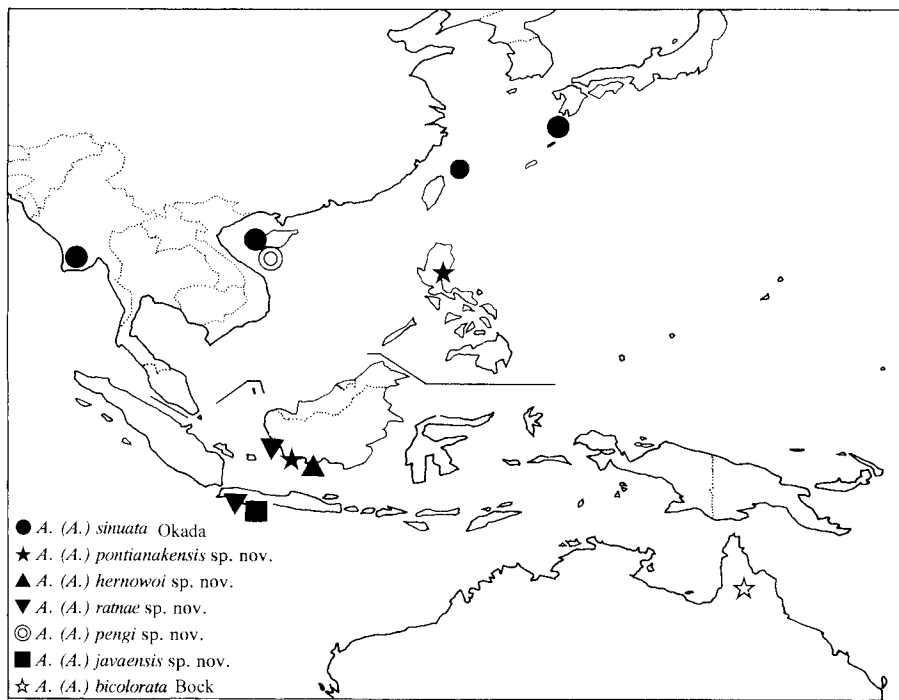 A. (A.) sinuata Okada
A. (A.) pontianakensis sp. nov.
A. (A.) hernowoi sp. nov.
A. (A.) ratnae sp. nov.
A. (A.) pengi sp. nov.
A. (A.) javaensis sp. nov.
A. (A.) bicolorata Bock